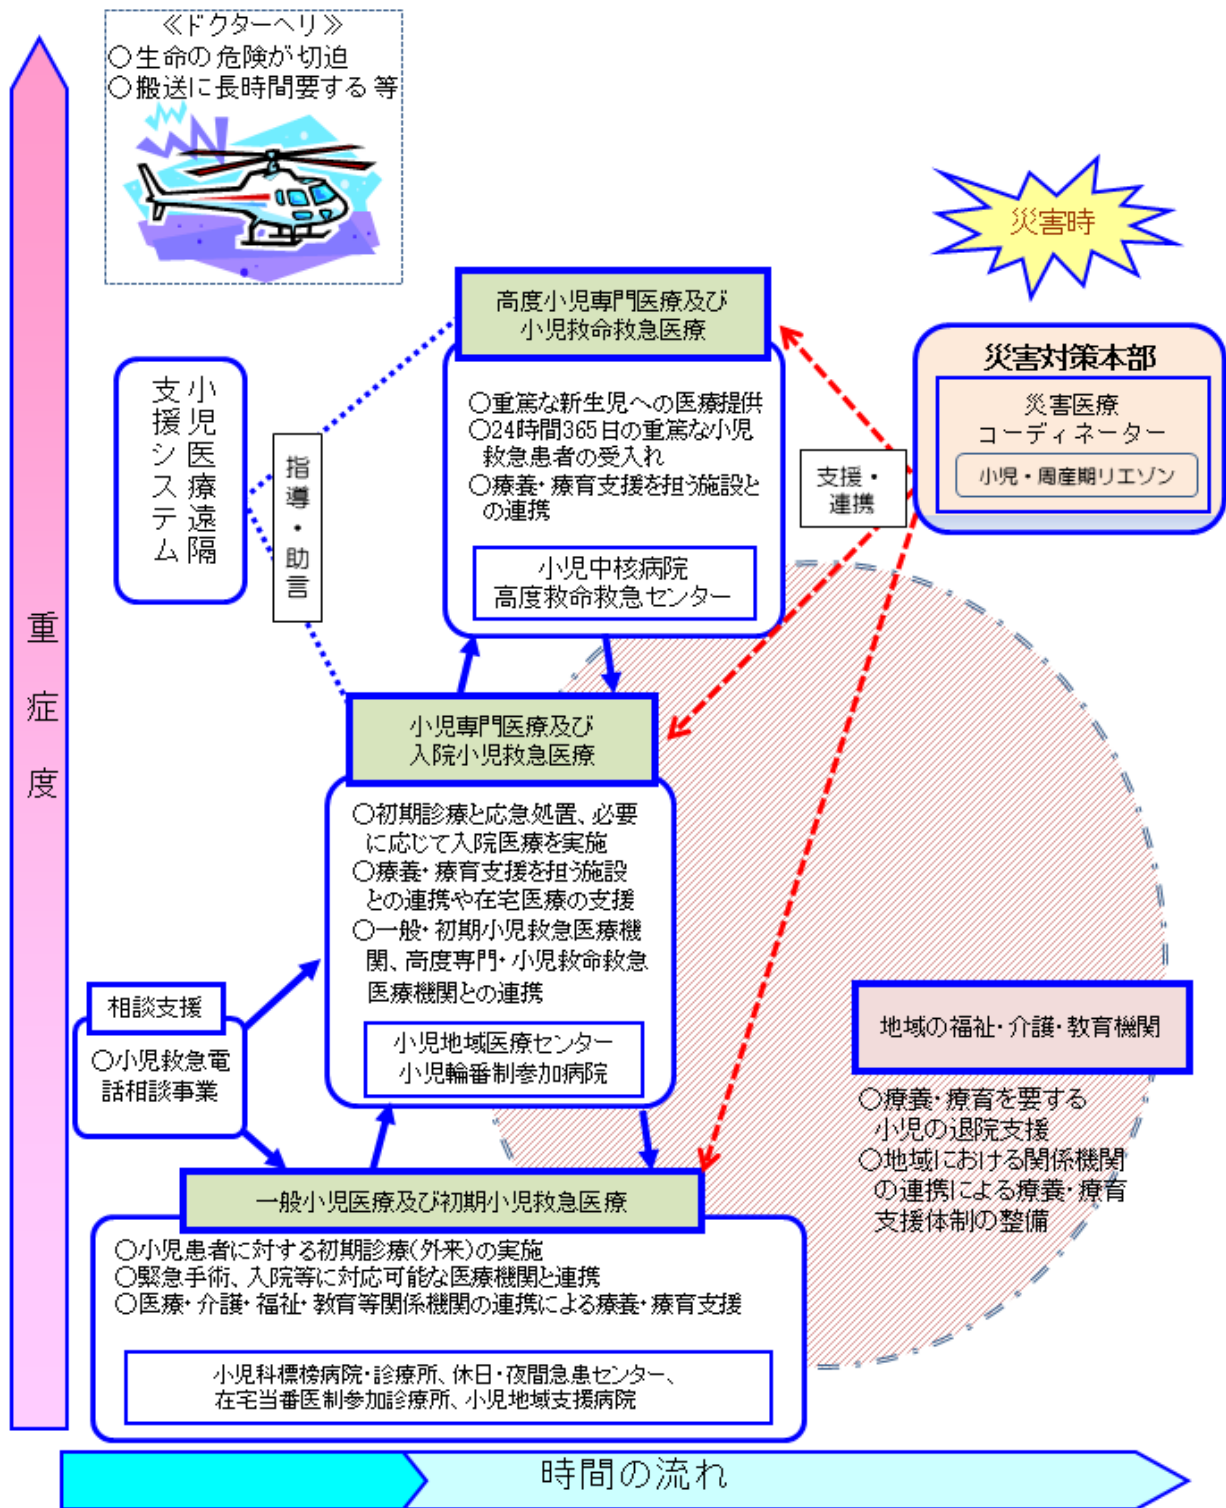 ≪ドクターヘリ≫
○生命の危険が切迫
○搬送に長時間要する等
災害時
高度小児専門医療及び
小児救命救急医療
○重篤な新生児への医療提供
○24時間365日の重篤な小児
救急患者の受入れ
○療養・療育支援を担う施設と
の連携
小児中核病院
高度救命救急センター
災害対策本部
災害医療
コーディネーター
小児・周産期リエゾン
支援・
連携
小児医療遠隔
支援システム
指導・助言
重症度
小児専門医療及び
入院小児救急医療
○初期診療と応急処置、必要
に応じて入院医療を実施
○療養・療育支援を担う施設
との連携や在宅医療の支援
○一般・初期小児救急医療機
関、高度専門・小児救命救急
医療機関との連携
小児地域医療センター
小児輪番制参加病院
相談支援
○小児救急電
話相談事業
地域の福祉・介護・教育機関
○療養・療育を要する
小児の退院支援
○地域における関係機関
の連携による療養・療育
支援体制の整備
一般小児医療及び初期小児救急医療
○小児患者に対する初期診療(外来)の実施
○緊急手術、入院等に対応可能な医療機関と連携
○医療・介護・福祉・教育等関係機関の連携による療養・療育支援
小児科標榜病院・診療所、休日・夜間急患センター、
在宅当番医制参加診療所、小児地域支援病院
時間の流れ